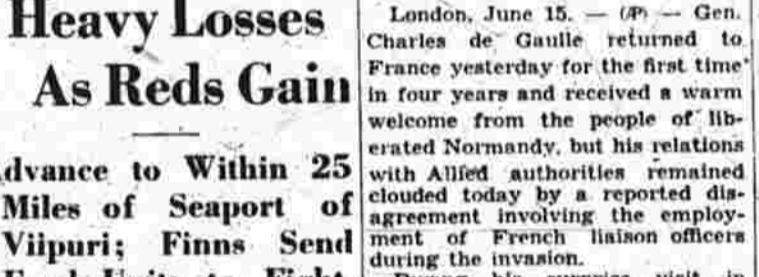 Heavy Losses
As Reds Gain
Within 25
Miles of Seaport of
Viipuri; Finns Send
London, June 15. — (AP) — Gen.
Charles de Gaulle returned to
France yesterday for the first time
in four years and received a warm
welcome from the people of lib-
erated Normandy, but his relations
with Allied authorities remained
clouded today by a reported dis-
agreement involving the employ-
ment of French liaison officers
during the invasion.